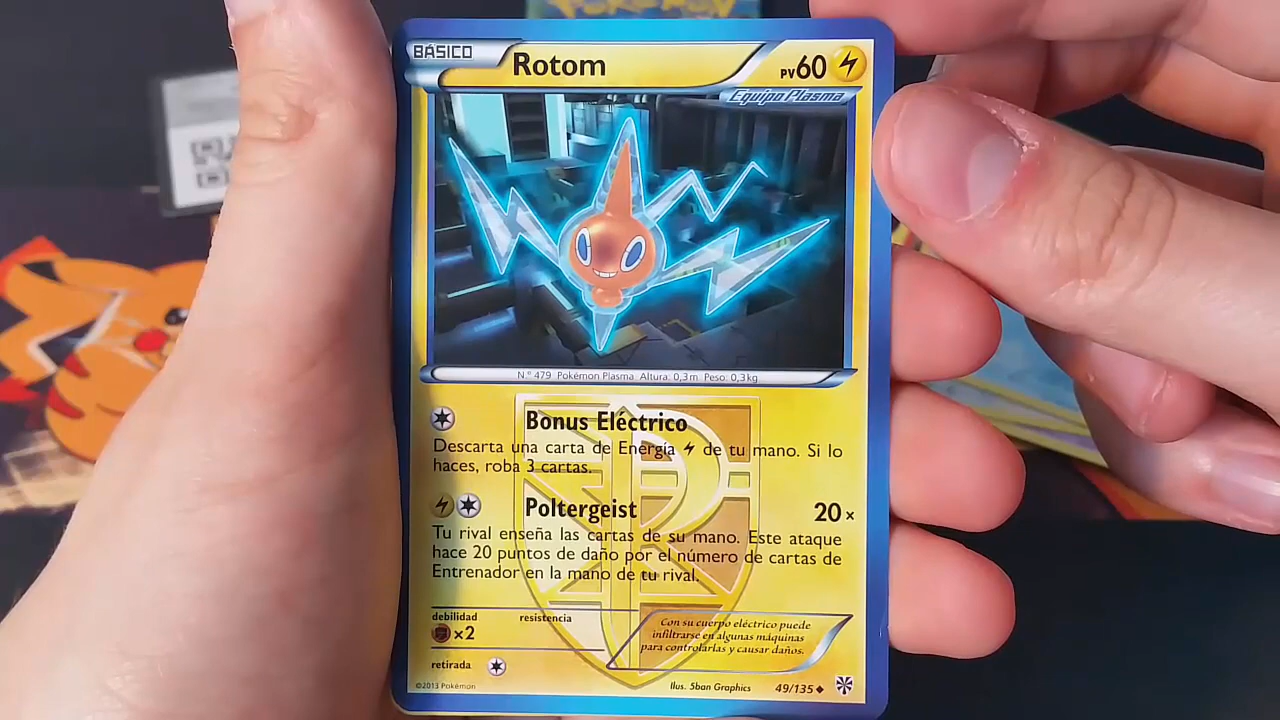 POKÉMON
BÁSICO
Rotom
PV60
Equipo Plasma
N.º 479 Pokémon Plasma Altura: 0,3m Peso: 0,3kg
Bonus Eléctrico
Descarta una carta de Energía de tu mano. Si lo
haces, roba 3 cartas.
Poltergeist 20×
Tu rival enseña las cartas de su mano. Este ataque
hace 20 puntos de daño por el número de cartas de
Entrenador en la mano de tu rival.
debilidad resistencia
×2
retirada
Con su cuerpo eléctrico puede
infiltrarse en algunas máquinas
para controlarlas y causar daños.
©2013 Pokémon Ilus. 5ban Graphics 49/135